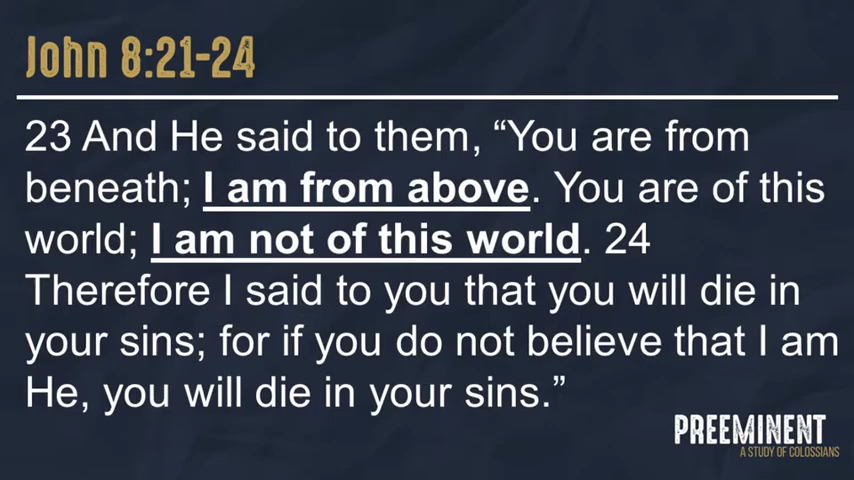 John 8:21-24
23 And He said to them, “You are from
beneath; I am from above. You are of this
world; I am not of this world. 24
Therefore I said to you that you will die in
your sins; for if you do not believe that I am
He, you will die in your sins.”
PREEMINENT
A STUDY OF COLOSSIANS